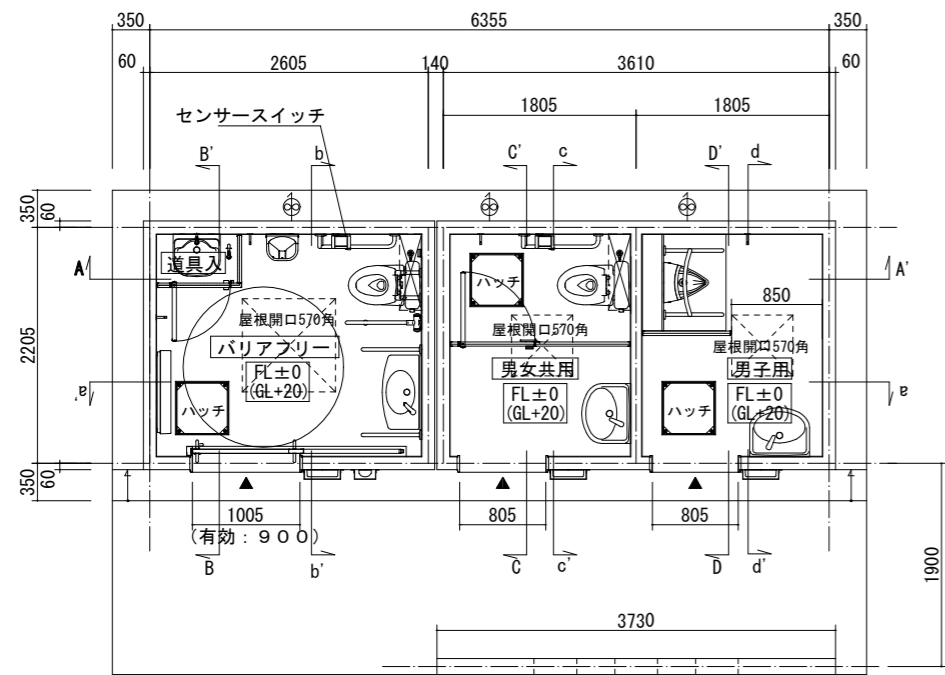 350
6355
350
60
2605
140
3610
60
1805
1805
センサースイッチ
B'
b
C'
c
D'
d
350
60
A
道具入
ハッチ
A'
850
屋根開口570角
屋根開口570角
屋根開口570角
2205
バリアフリー
男女共用
男子用
FL±0
(GL+20)
FL±0
(GL+20)
FL±0
(GL+20)
a'
ハッチ
ハッチ
a
350
60
1005
(有効:900)
805
805
B
b'
C
c'
D
d'
1900
3730